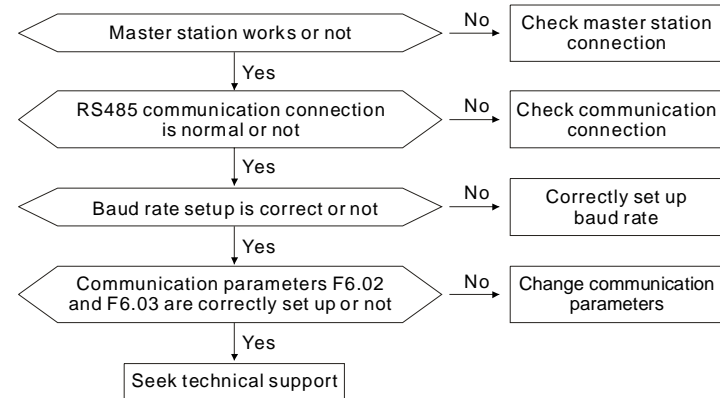 Master station works or not
No
Check master station
connection
Yes
RS485 communication connection
is normal or not
No
Check communication
connection
Yes
Baud rate setup is correct or not
No
Correctly set up
baud rate
Yes
Communication parameters F6.02
and F6.03 are correctly set up or not
No
Change communication
parameters
Yes
Seek technical support